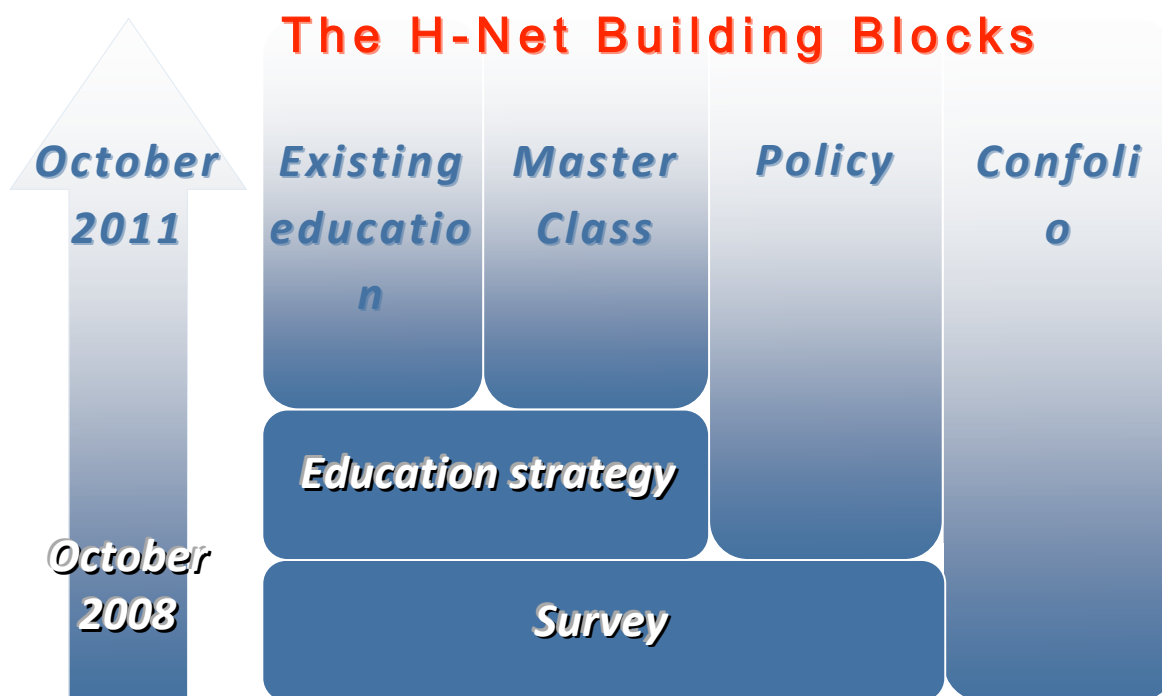 The H-Net Building Blocks
October
2011
Existing
educatio
n
Master
Class
Policy
Confoli
o
Education strategy
October
2008
Survey